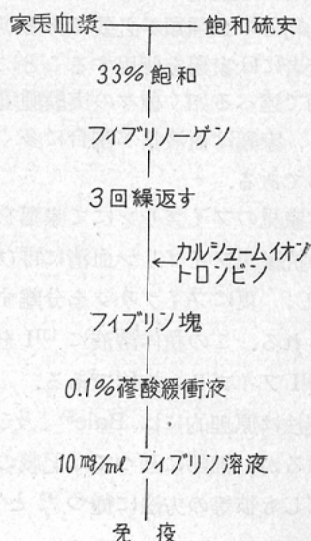 家兎血漿 飽和硫安
33%飽和
フィブリノーゲン
3回繰返す
カルシュームイオン
トロンビン
フィブリン塊
0.1%蓚酸緩衝液
10mg/ml フィブリン溶液
免疫